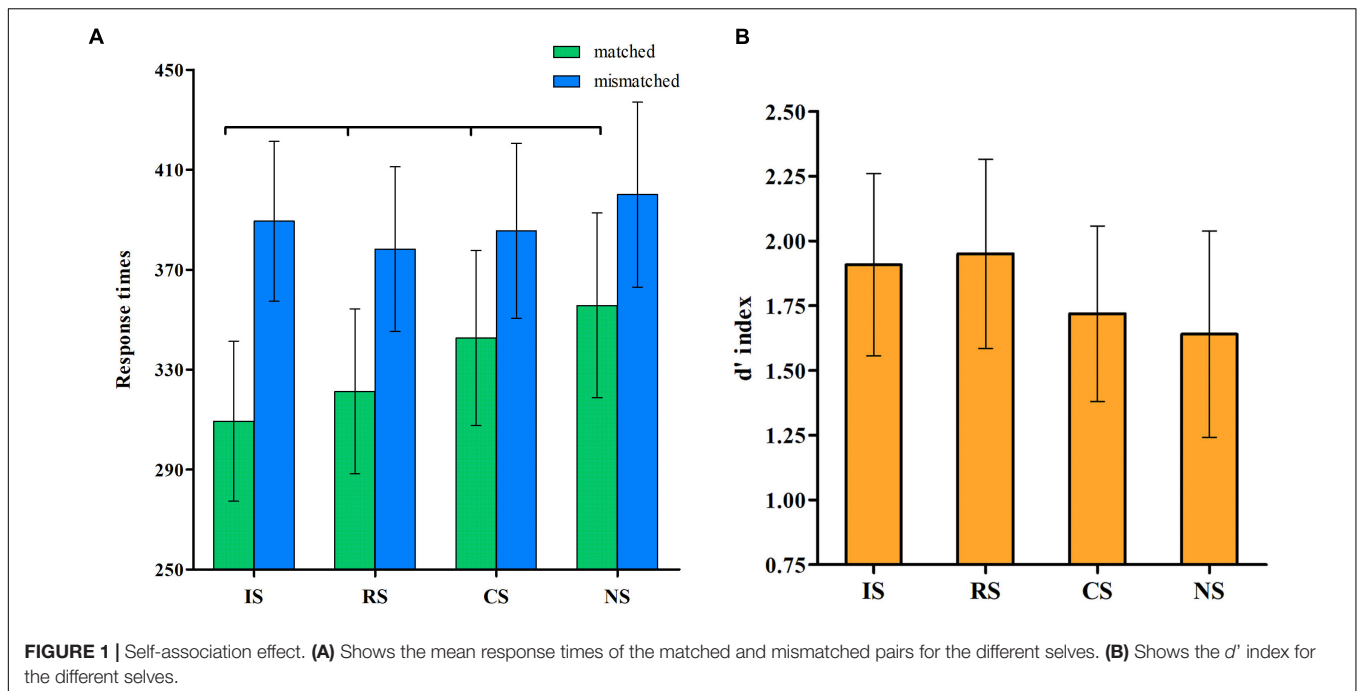 A
matched
mismatched
450
410
370
330
290
250
Response times
IS RS CS NS
B
2.50
2.25
2.00
1.75
1.50
1.25
1.00
0.75
d' index
IS RS CS NS
FIGURE 1 | Self-association effect. (A) Shows the mean response times of the matched and mismatched pairs for the different selves. (B) Shows the d' index for
the different selves.